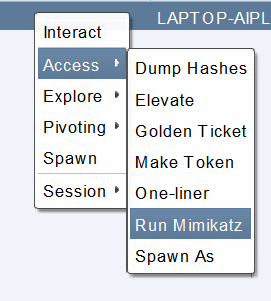 LAPTOP-AIPL
Interact
Access
Explore
Pivoting
Spawn
Session
Dump Hashes
Elevate
Golden Ticket
Make Token
One-liner
Run Mimikatz
Spawn As